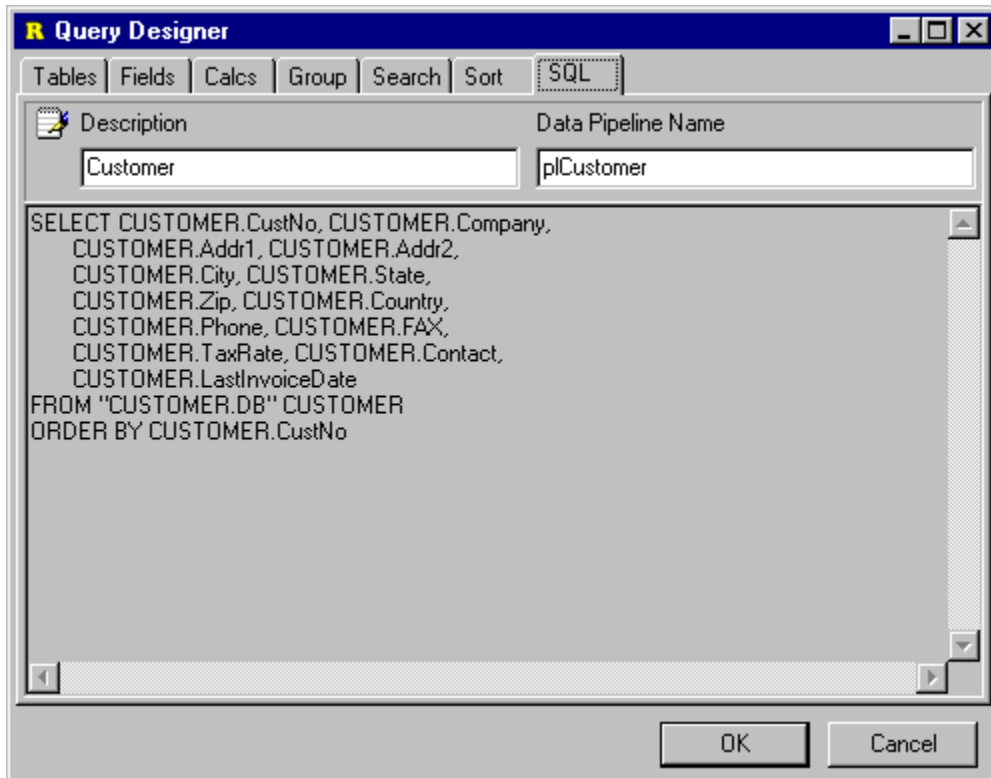 R Query Designer
Tables Fields Calcs Group Search Sort SQL
Description Data Pipeline Name
Customer plCustomer
SELECT CUSTOMER.CustNo, CUSTOMER.Company,
CUSTOMER.Addr1, CUSTOMER.Addr2,
CUSTOMER.City, CUSTOMER.State,
CUSTOMER.Zip, CUSTOMER.Country,
CUSTOMER.Phone, CUSTOMER.FAX,
CUSTOMER.TaxRate, CUSTOMER.Contact,
CUSTOMER.LastInvoiceDate
FROM "CUSTOMER.DB" CUSTOMER
ORDER BY CUSTOMER.CustNo
OK Cancel